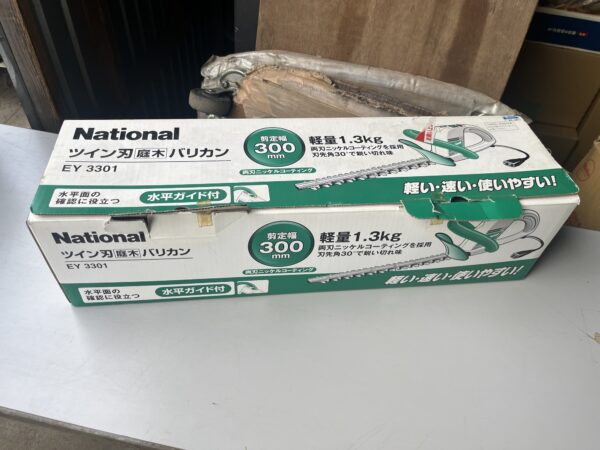 National
ツイン刃庭木バリカン
EY 3301
水平面の
確認に役立つ
水平ガイド付
剪定幅
300
mm
両刃ニッケルコーティング
軽量1.3kg
両刃ニッケルコーティングを採用
刃先角30°で鋭い切れ味
軽い・速い・使いやすい!
National
ツイン刃庭木バリカン
EY 3301
水平面の
確認に役立つ
水平ガイド付
剪定幅
300
mm
両刃ニッケルコーティング
軽量1.3kg
両刃ニッケルコーティングを採用
刃先角30°で鋭い切れ味
軽い・速い・使いやすい!